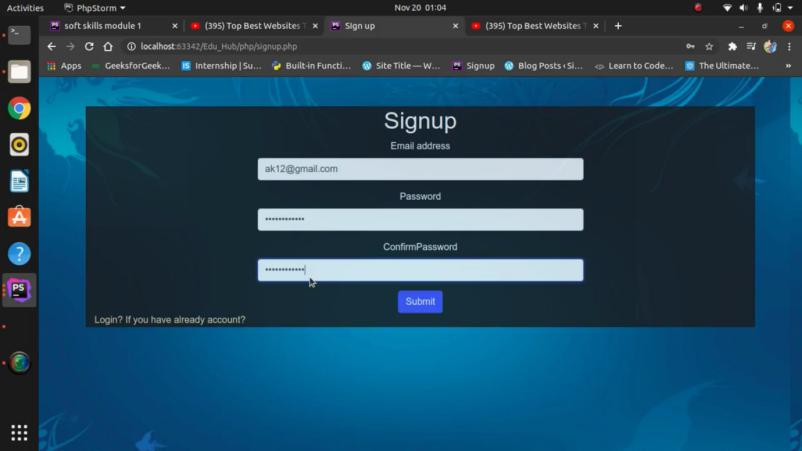 Activities PhpStorm Nov 20 01:04
soft skills module 1 (395) Top Best Websites T Sign up (395) Top Best Websites T
localhost:63342/Edu_Hub/php/signup.php
Apps GeeksforGeek... Internship | Su... Built-in Functi... Site Title — W... Signup Blog Posts ‹ Si... Learn to Code... The Ultimate...
Signup
Email address
ak12@gmail.com
Password
••••••••••••
ConfirmPassword
••••••••••••
Submit
Login? If you have already account?